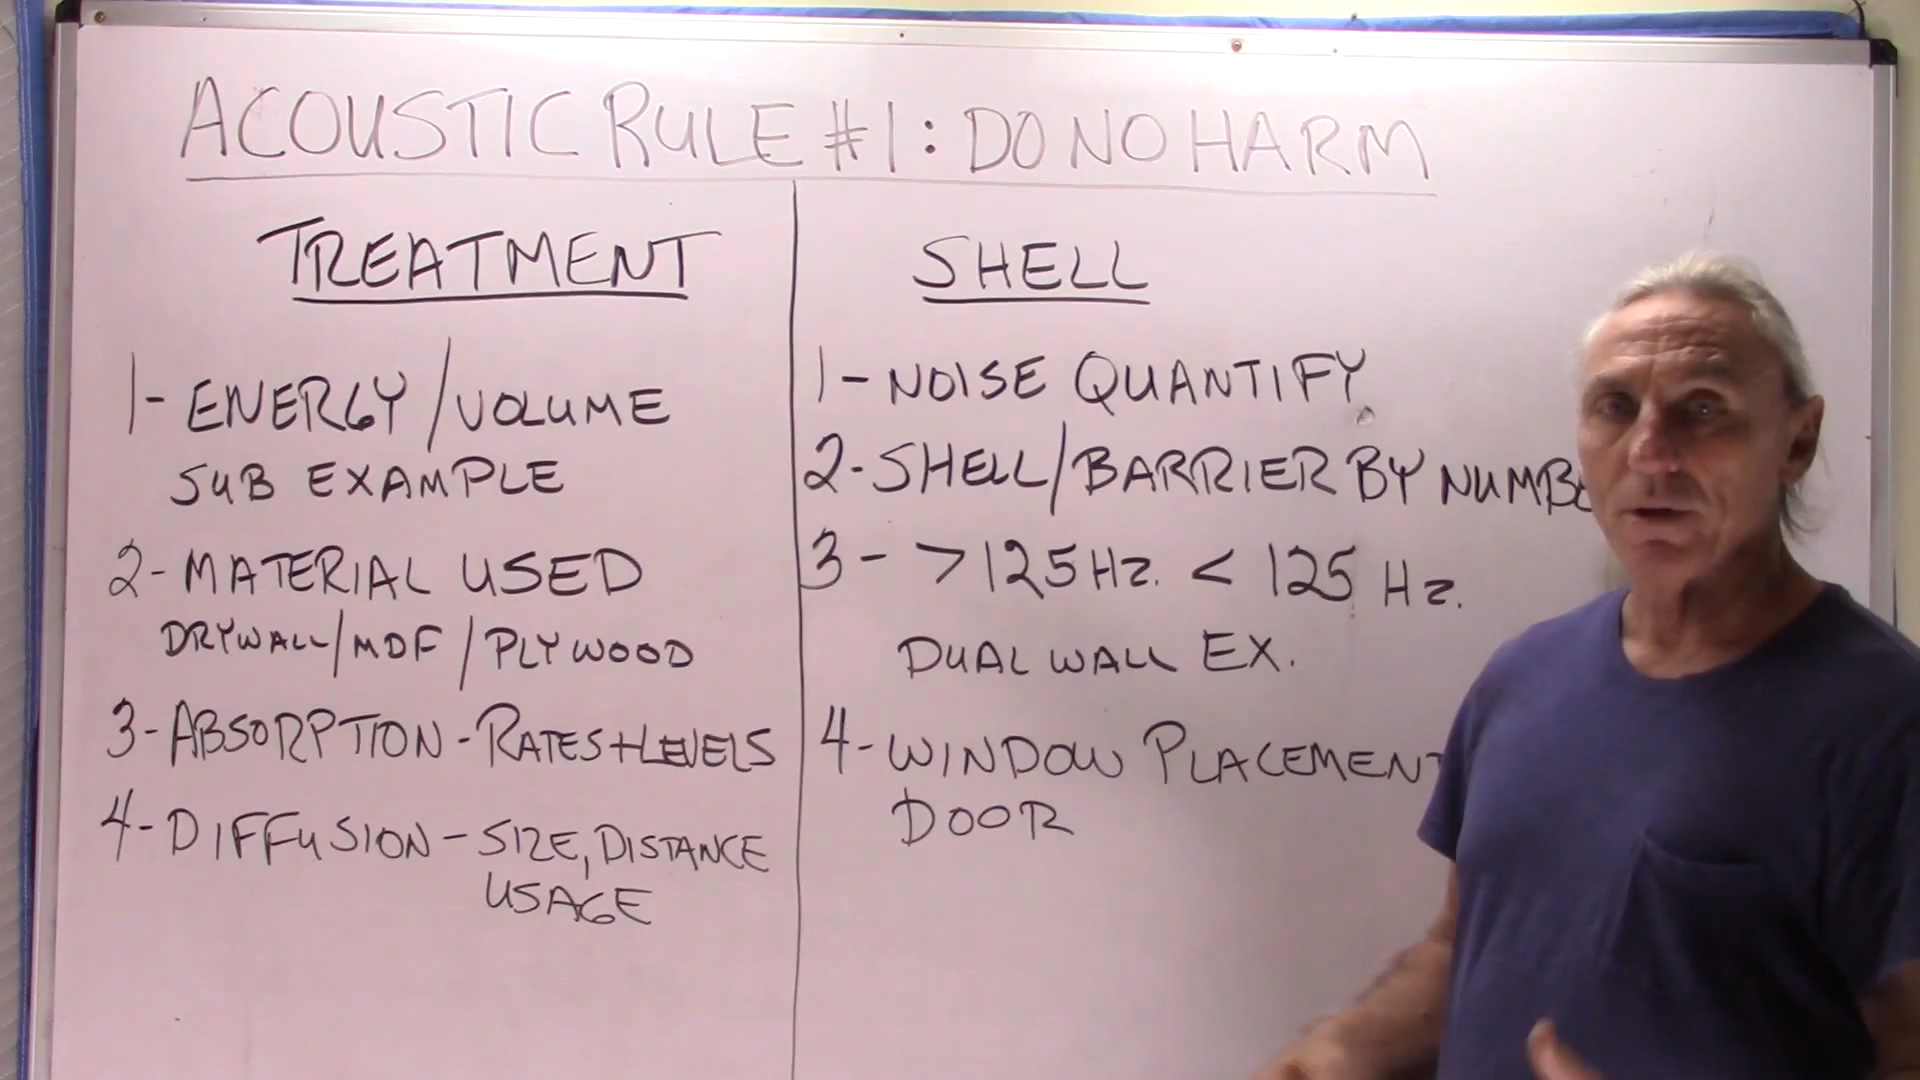 ACOUSTIC RULE #1: DO NO HARM
TREATMENT
1- ENERGY/VOLUME
SUB EXAMPLE
2- MATERIAL USED
DRYWALL/MDF/PLYWOOD
3- ABSORPTION - RATES + LEVELS
4- DIFFUSION - SIZE, DISTANCE
USAGE
SHELL
1- NOISE QUANTIFY
2- SHELL/BARRIER BY
3- > 125 Hz. < 125 Hz.
DUAL WALL EX.
4- WINDOW PLACEMENT
DOOR